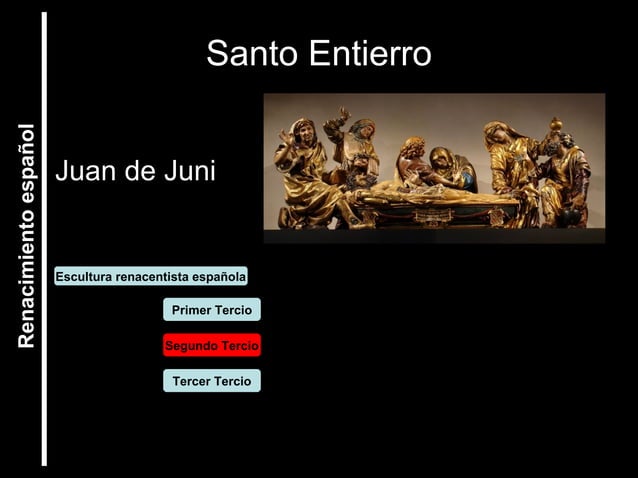 Santo Entierro
Renacimiento español
Juan de Juni
Escultura renacentista española
Primer Tercio
Segundo Tercio
Tercer Tercio